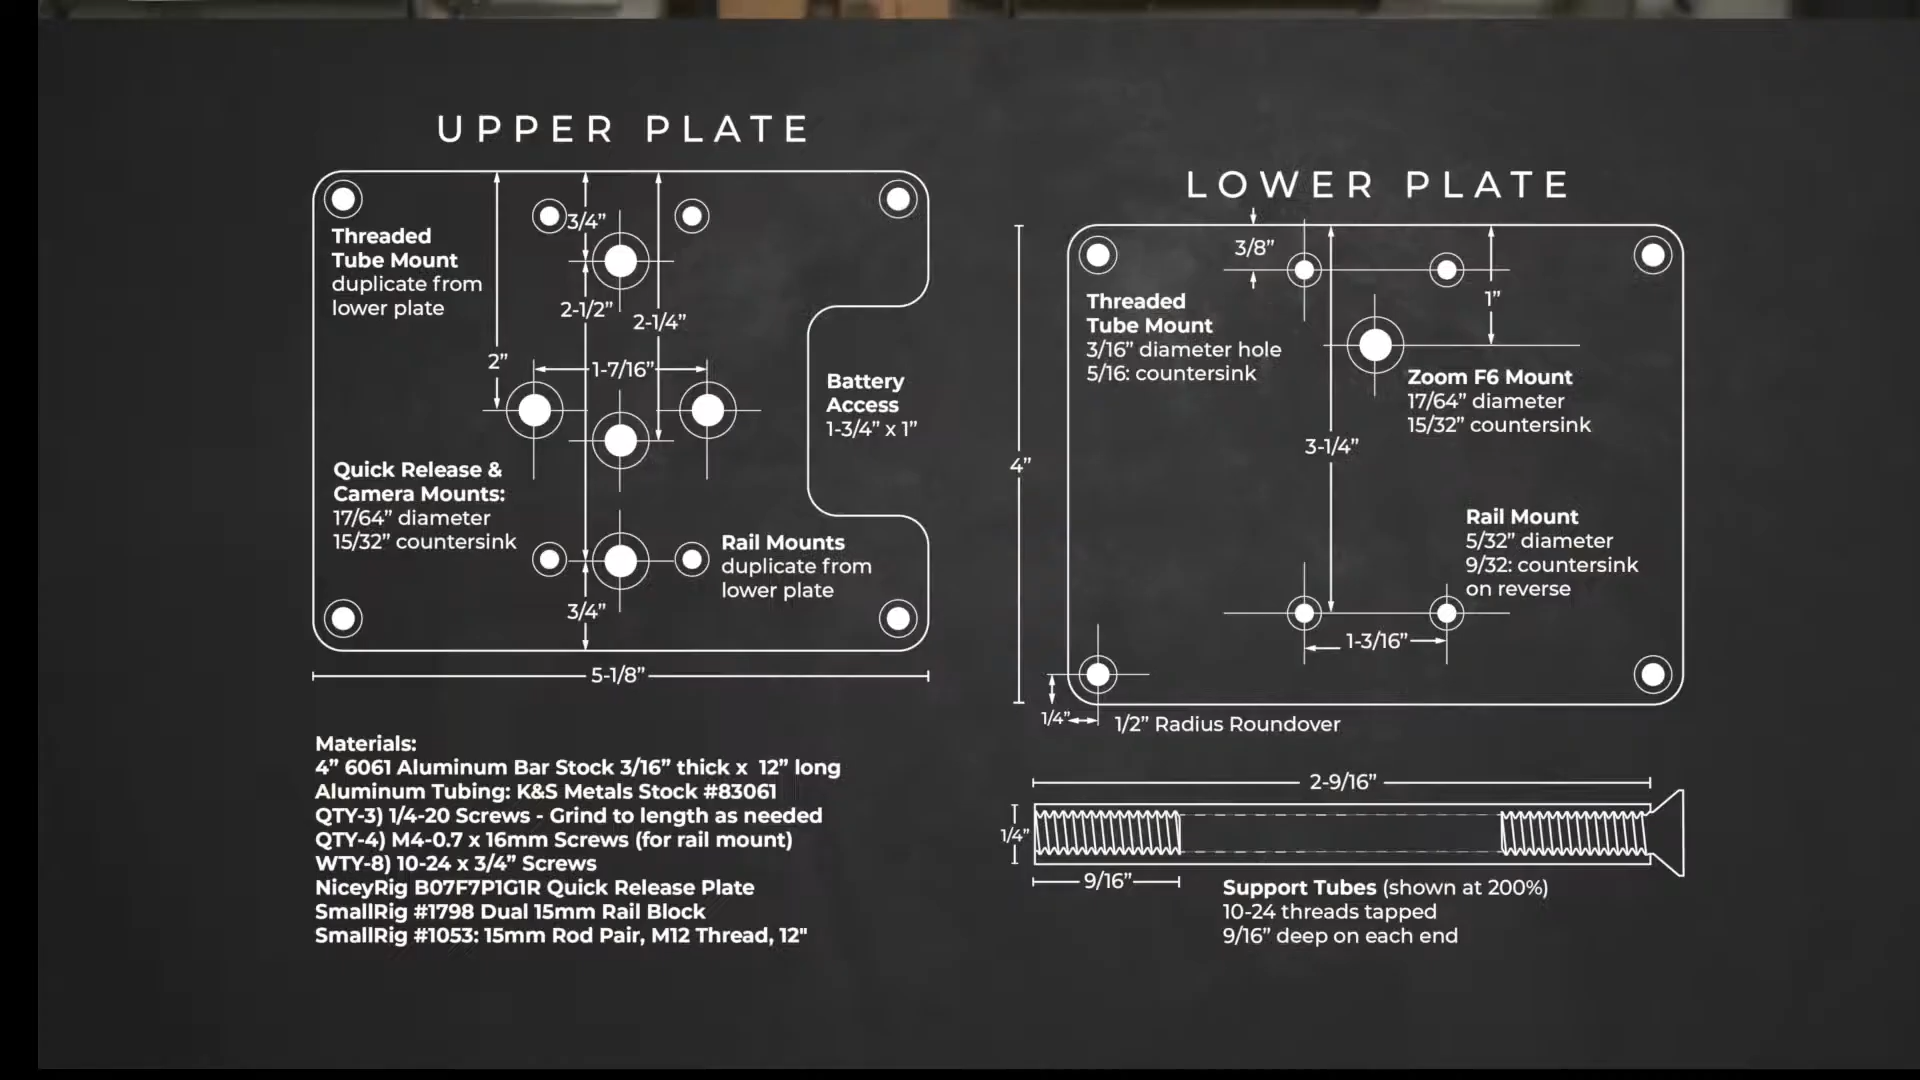 UPPER PLATE
3/4”
Threaded
Tube Mount
duplicate from
lower plate
2-1/2”
2-1/4”
2”
1-7/16”
Battery
Access
1-3/4” x 1”
Quick Release &
Camera Mounts:
17/64” diameter
15/32” countersink
Rail Mounts
duplicate from
lower plate
3/4”
5-1/8”
LOWER PLATE
3/8”
1”
Threaded
Tube Mount
3/16” diameter hole
5/16: countersink
Zoom F6 Mount
17/64” diameter
15/32” countersink
3-1/4”
4”
Rail Mount
5/32” diameter
9/32: countersink
on reverse
1-3/16”
1/4”
1/2” Radius Roundover
Materials:
4” 6061 Aluminum Bar Stock 3/16” thick x 12” long
Aluminum Tubing: K&S Metals Stock #83061
QTY-3) 1/4-20 Screws - Grind to length as needed
QTY-4) M4-0.7 x 16mm Screws (for rail mount)
WTY-8) 10-24 x 3/4” Screws
NiceyRig B07F7P1G1R Quick Release Plate
SmallRig #1798 Dual 15mm Rail Block
SmallRig #1053: 15mm Rod Pair, M12 Thread, 12"
2-9/16”
1/4”
9/16”
Support Tubes (shown at 200%)
10-24 threads tapped
9/16” deep on each end